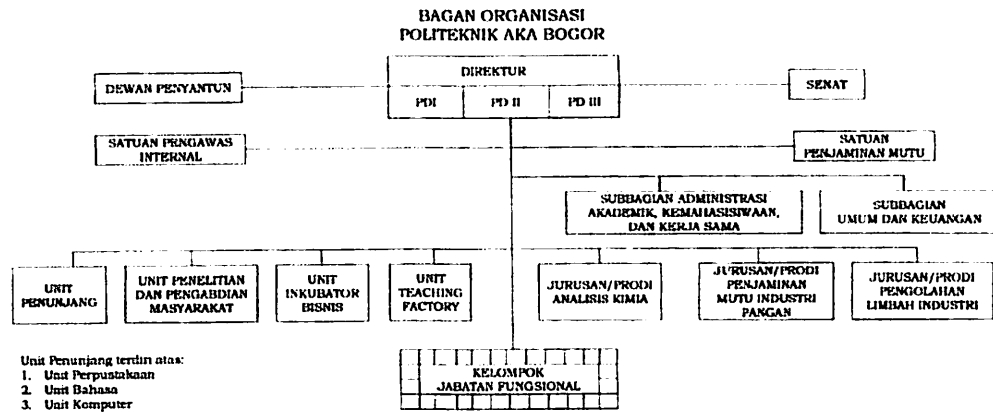 BAGAN ORGANISASI
POLITEKNIK AKA BOGOR
DIREKTUR
PDI PD II PD III
DEWAN PENYANTUN
SENAT
SATUAN PENGAWAS
INTERNAL
SATUAN
PENJAMINAN MUTU
SUBBAGIAN ADMINISTRASI
AKADEMIK, KEMAHASISIWAAN,
DAN KERJA SAMA
SUBBAGIAN
UMUM DAN KEUANGAN
UNIT
PENUNJANG
UNIT PENELITIAN
DAN PENGABDIAN
MASYARAKAT
UNIT
INKUBATOR
BISNIS
UNIT
TEACHING
FACTORY
JURUSAN/PRODI
ANALISIS KIMIA
JURUSAN/PRODI
PENJAMINAN
MUTU INDUSTRI
PANGAN
JURUSAN/PRODI
PENGOLAHAN
LIMBAH INDUSTRI
KELOMPOK
JABATAN FUNGSIONAL
Unit Penunjang terdiri atas:
1. Unit Perpustakaan
2. Unit Bahasa
3. Unit Komputer